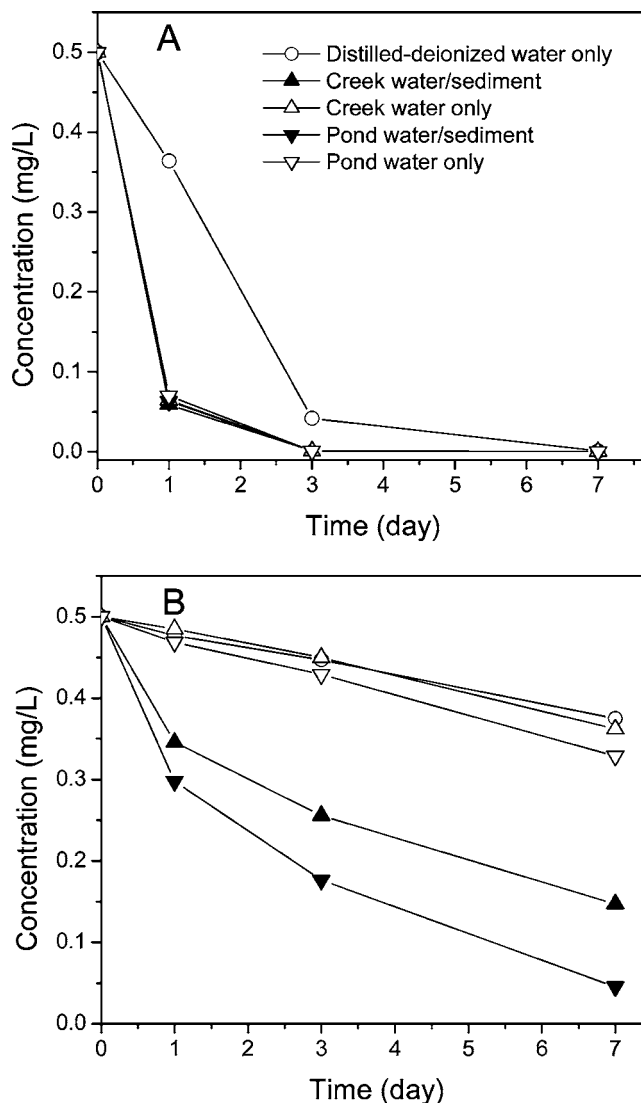 A
Distilled-deionized water only
Creek water/sediment
Creek water only
Pond water/sediment
Pond water only
0.5
0.4
0.3
0.2
0.1
0.0
Concentration (mg/L)
0 1 2 3 4 5 6 7
Time (day)
B
0.5
0.4
0.3
0.2
0.1
0.0
Concentration (mg/L)
0 1 2 3 4 5 6 7
Time (day)